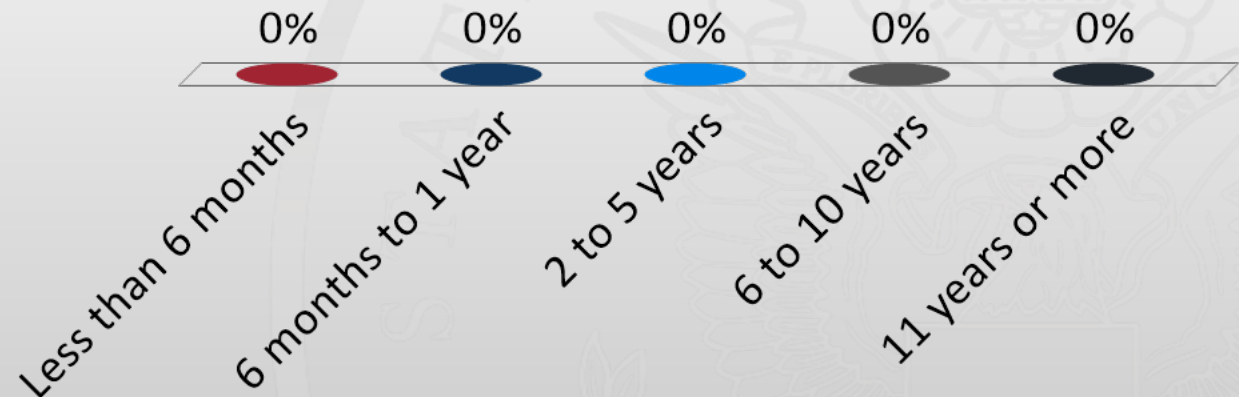 0% 0% 0% 0% 0%
Less than 6 months
6 months to 1 year
2 to 5 years
6 to 10 years
11 years or more